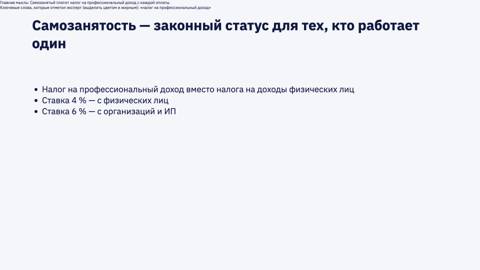 Главная мысль: Самозанятый платит налог на профессиональный доход с каждой оплаты
Ключевые слова, которые отметил эксперт (выделить цветом и жирным): «налог на профессиональный доход»
Самозанятость — законный статус для тех, кто работает
один
• Налог на профессиональный доход вместо налога на доходы физических лиц
• Ставка 4 % — с физических лиц
• Ставка 6 % — с организаций и ИП